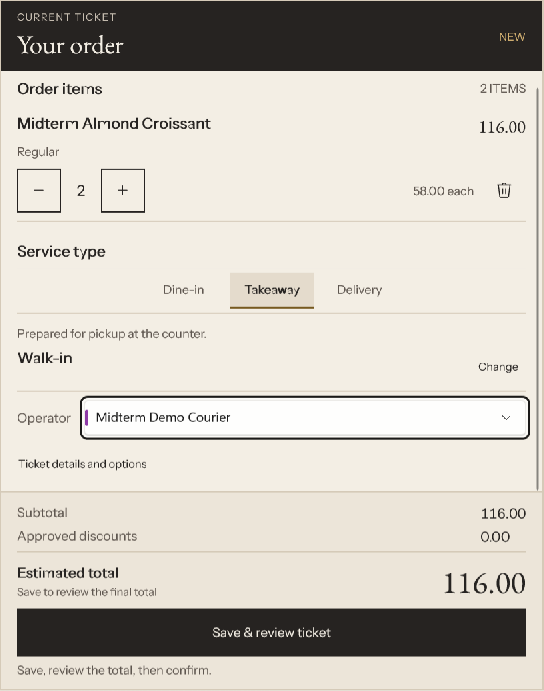 CURRENT TICKET
Your order
NEW
Order items
2 ITEMS
Midterm Almond Croissant
116.00
Regular
− 2 +
58.00 each
Service type
Dine-in Takeaway Delivery
Prepared for pickup at the counter.
Walk-in
Change
Operator Midterm Demo Courier
Ticket details and options
Subtotal 116.00
Approved discounts 0.00
Estimated total
116.00
Save to review the final total
Save & review ticket
Save, review the total, then confirm.